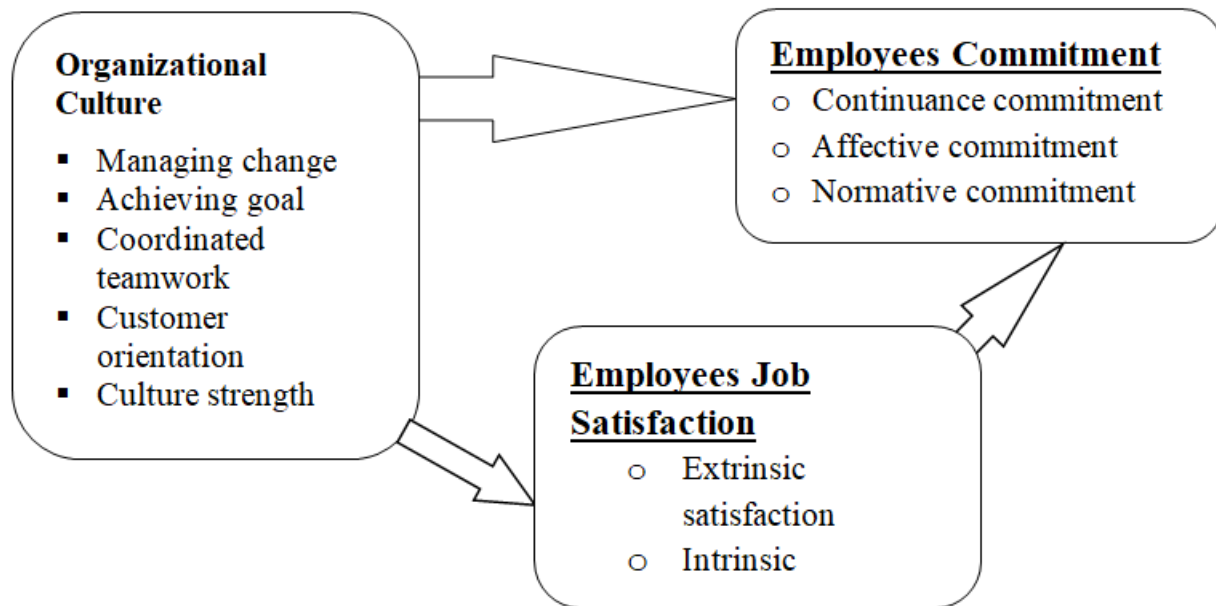 Organizational
Culture
▪ Managing change
▪ Achieving goal
▪ Coordinated
teamwork
▪ Customer
orientation
▪ Culture strength
Employees Commitment
o Continuance commitment
o Affective commitment
o Normative commitment
Employees Job
Satisfaction
o Extrinsic
satisfaction
o Intrinsic